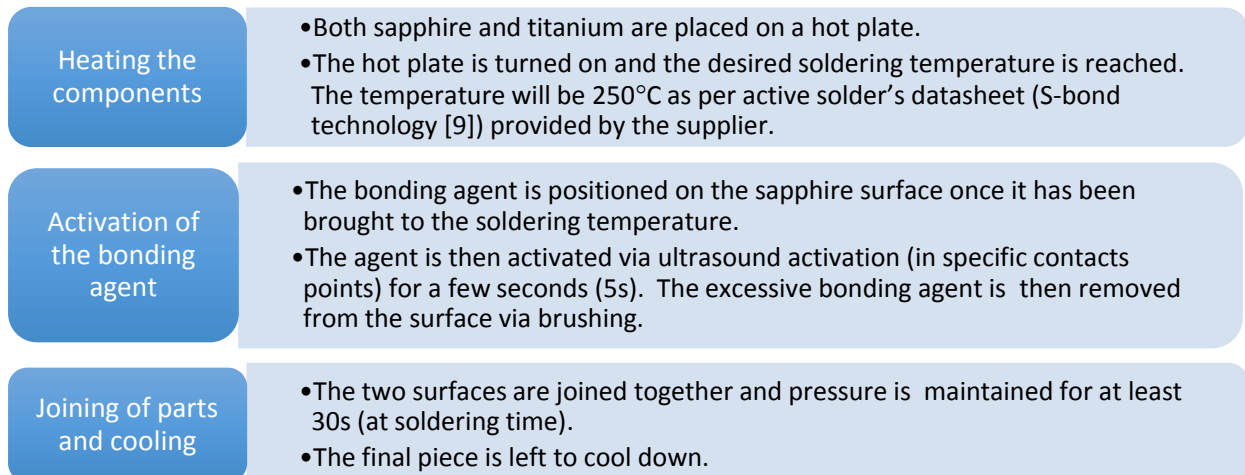 Heating the
components
•Both sapphire and titanium are placed on a hot plate.
•The hot plate is turned on and the desired soldering temperature is reached.
The temperature will be 250°C as per active solder's datasheet (S-bond
technology [9]) provided by the supplier.
Activation of
the bonding
agent
•The bonding agent is positioned on the sapphire surface once it has been
brought to the soldering temperature.
•The agent is then activated via ultrasound activation (in specific contacts
points) for a few seconds (5s). The excessive bonding agent is then removed
from the surface via brushing.
Joining of parts
and cooling
•The two surfaces are joined together and pressure is maintained for at least
30s (at soldering time).
•The final piece is left to cool down.